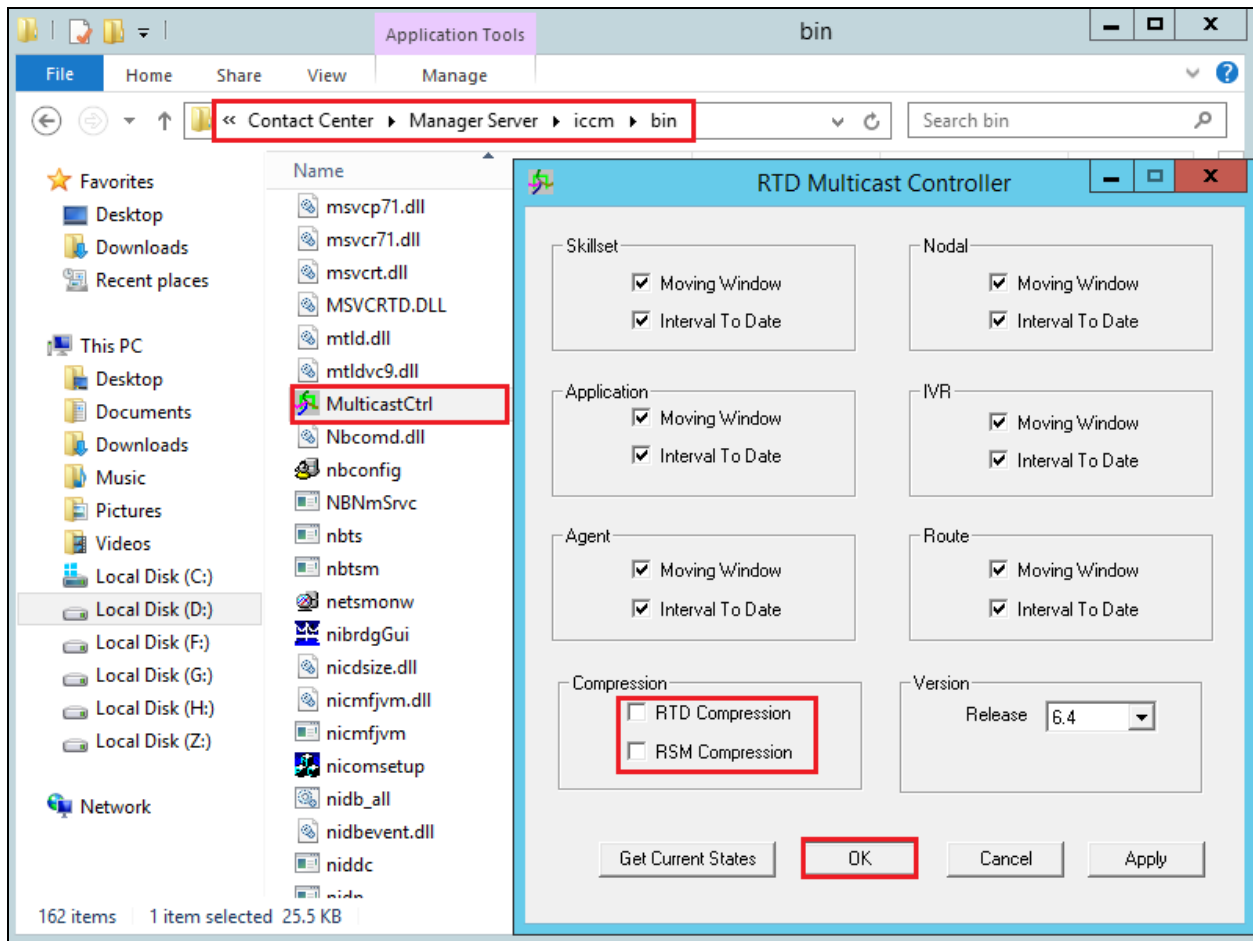 Application Tools
bin
File
Home
Share
View
Manage
« Contact Center
Manager Server
iccm
bin
Search bin
Favorites
Desktop
Downloads
Recent places
This PC
Desktop
Documents
Downloads
Music
Pictures
Videos
Local Disk (C:)
Local Disk (D:)
Local Disk (F:)
Local Disk (G:)
Local Disk (H:)
Local Disk (Z:)
Network
Name
msvcp71.dll
msvcr71.dll
msvcrt.dll
MSVCRTD.DLL
mtld.dll
mtldvc9.dll
MulticastCtrl
Nbcomd.dll
nbconfig
NBNmSrvc
nbts
nbtsm
netsmonw
nibrdgGui
nicdsize.dll
nicmfjvm.dll
nicmfjvm
nicomsetup
nidb_all
nidbevent.dll
niddc
162 items
1 item selected 25.5 KB
RTD Multicast Controller
Skillset
Moving Window
Interval To Date
Nodal
Moving Window
Interval To Date
Application
Moving Window
Interval To Date
IVR
Moving Window
Interval To Date
Agent
Moving Window
Interval To Date
Route
Moving Window
Interval To Date
Compression
RTD Compression
RSM Compression
Version
Release 6.4
Get Current States
OK
Cancel
Apply